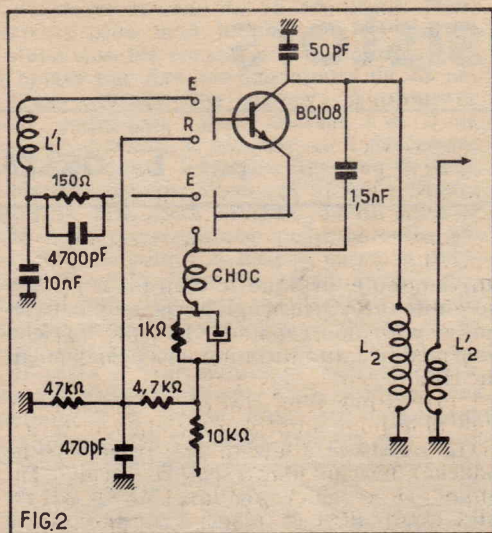 50pF
E
BC108
R
L'1
150Ω
E
1,5nF
4700pF
10nF
CHOC
1kΩ
L2
L'2
47kΩ
4,7kΩ
470pF
10KΩ
FIG.2